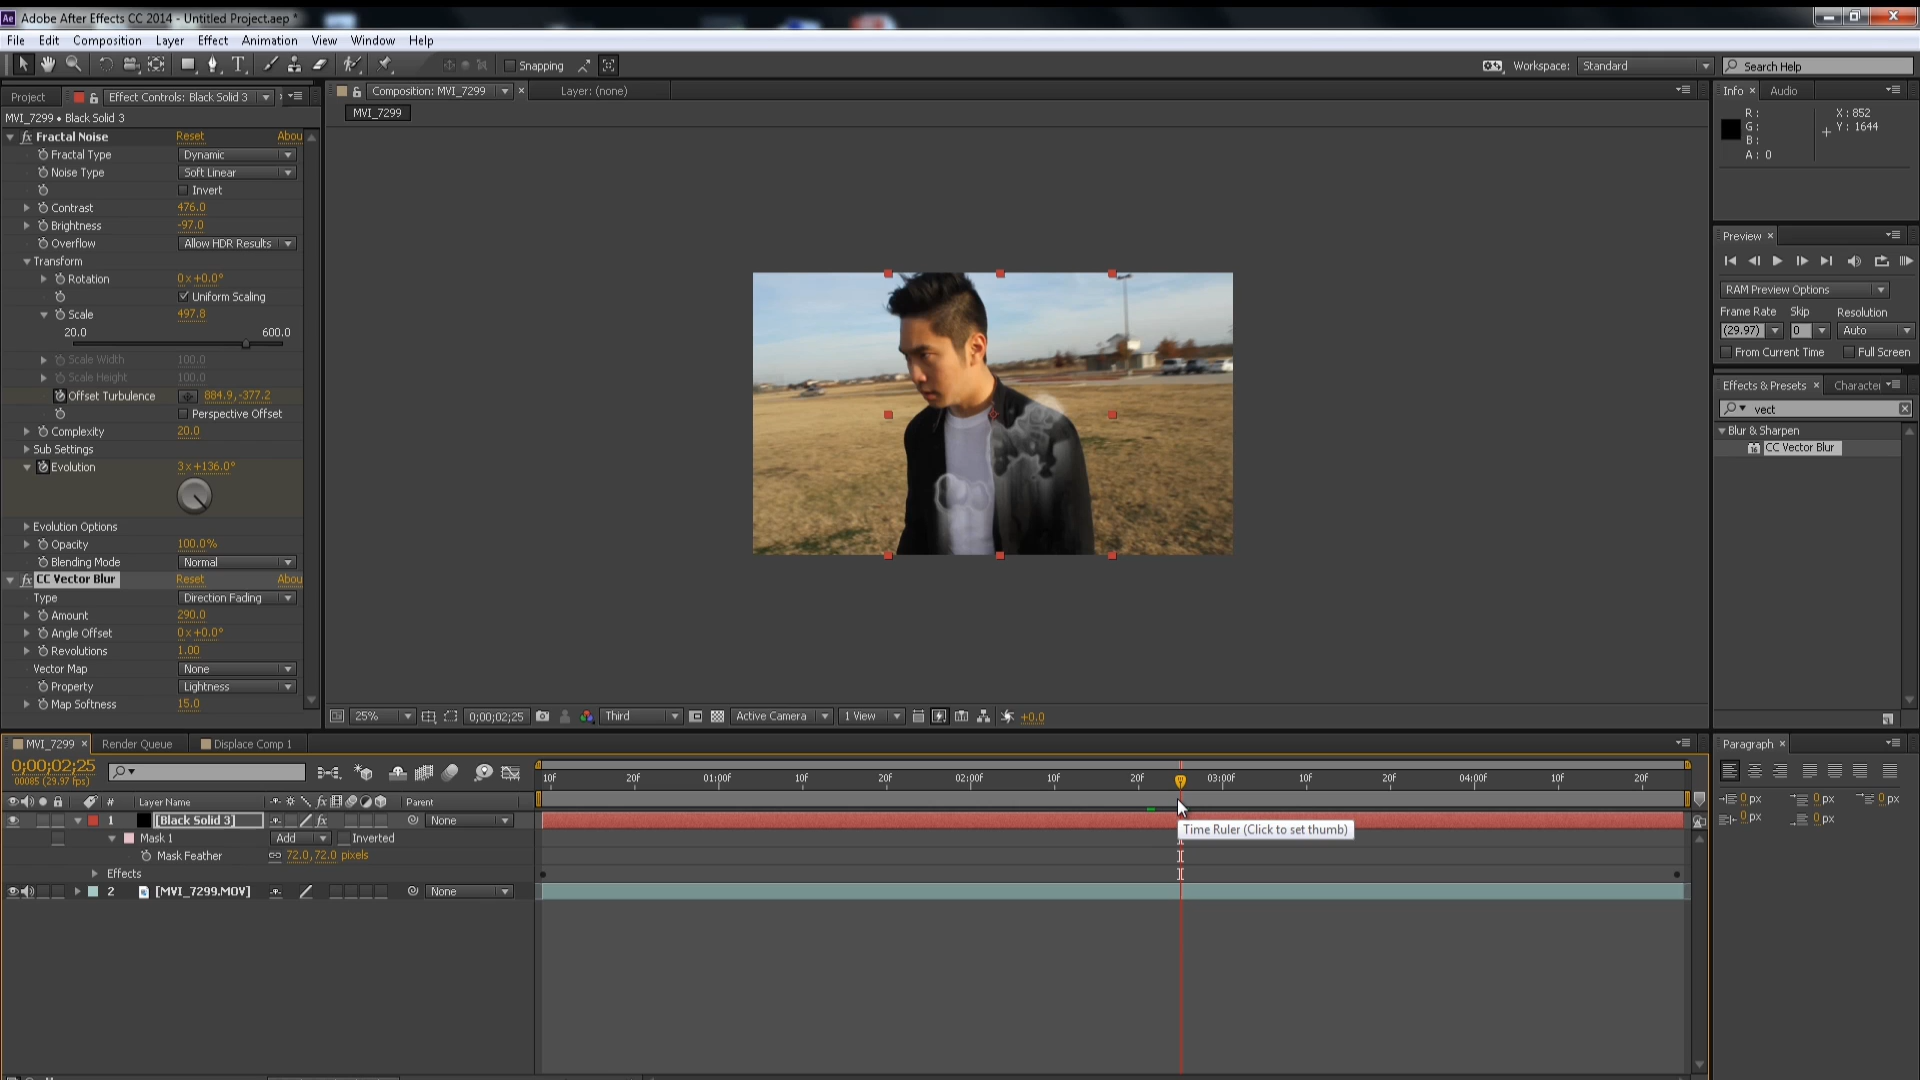 Adobe After Effects CC 2014 - Untitled Project.aep *
File Edit Composition Layer Effect Animation View Window Help
Snapping
Workspace: Standard
Search Help
Project Effect Controls: Black Solid 3
Composition: MVI_7299 Layer: (none)
MVI_7299 • Black Solid 3
MVI_7299
Fractal Noise Reset Abou
Fractal Type Dynamic
Noise Type Soft Linear
Invert
Contrast 476.0
Brightness -97.0
Overflow Allow HDR Results
Transform
Rotation 0x+0.0°
Uniform Scaling
Scale 497.8
20.0 600.0
Scale Width 100.0
Scale Height 100.0
Offset Turbulence 884.9,-377.2
Perspective Offset
Complexity 20.0
Sub Settings
Evolution 3x+136.0°
Evolution Options
Opacity 100.0%
Blending Mode Normal
CC Vector Blur Reset Abou
Type Direction Fading
Amount 290.0
Angle Offset 0x+0.0°
Revolutions 1.00
Vector Map None
Property Lightness
Map Softness 15.0
25% 0;00;02;25 Third Active Camera 1 View +0.0
Info Audio
R: X: 852
G: Y: 1644
B:
A: 0
Preview
RAM Preview Options
Frame Rate Skip Resolution
(29.97) 0 Auto
From Current Time Full Screen
Effects & Presets Character
vect
Blur & Sharpen
CC Vector Blur
MVI_7299 Render Queue Displace Comp 1
0;00;02;25
00085 (29.97 fps)
10f 20f 01:00f 10f 20f 02:00f 10f 20f 03:00f 10f 20f 04:00f 10f 20f
# Layer Name Parent
1 [Black Solid 3] None
Mask 1 Add Inverted
Mask Feather 72.0,72.0 pixels
Effects
2 [MVI_7299.MOV] None
Time Ruler (Click to set thumb)
Paragraph
0 px 0 px 0 px
0 px 0 px